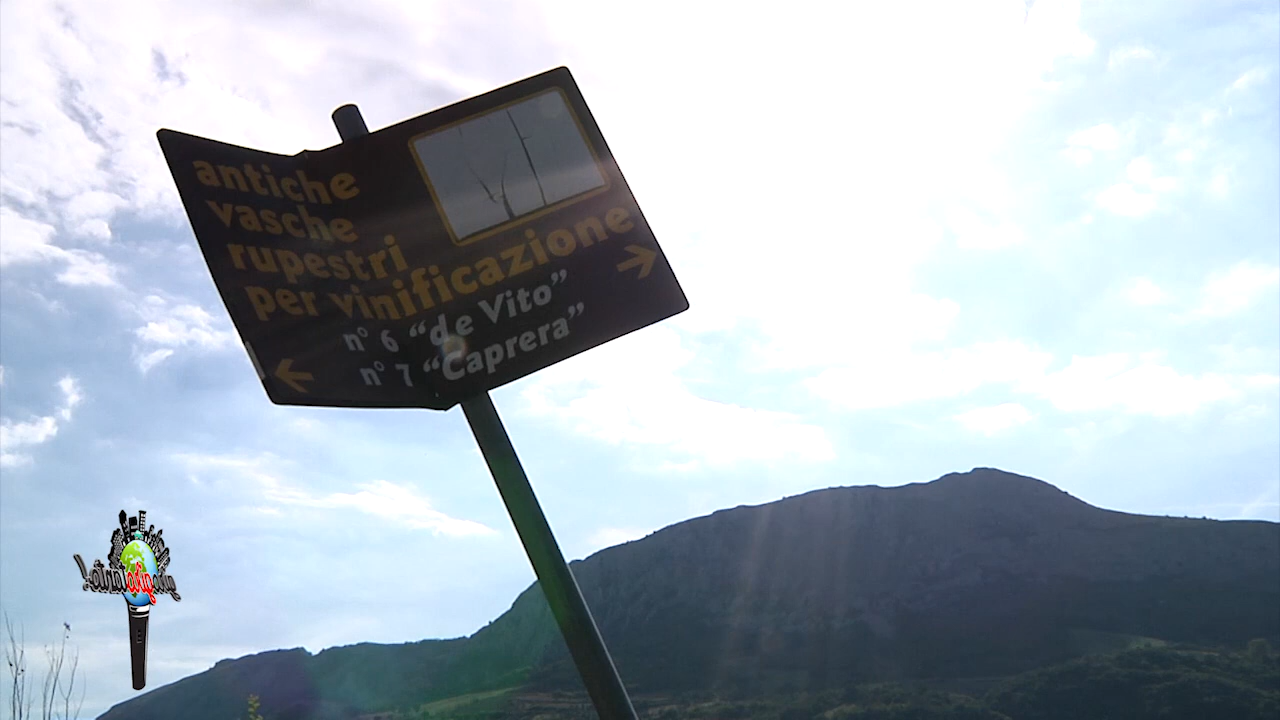 antiche
vasche
rupestri
per vinificazione
n° 6 “de Vito”
n° 7 “Caprera”